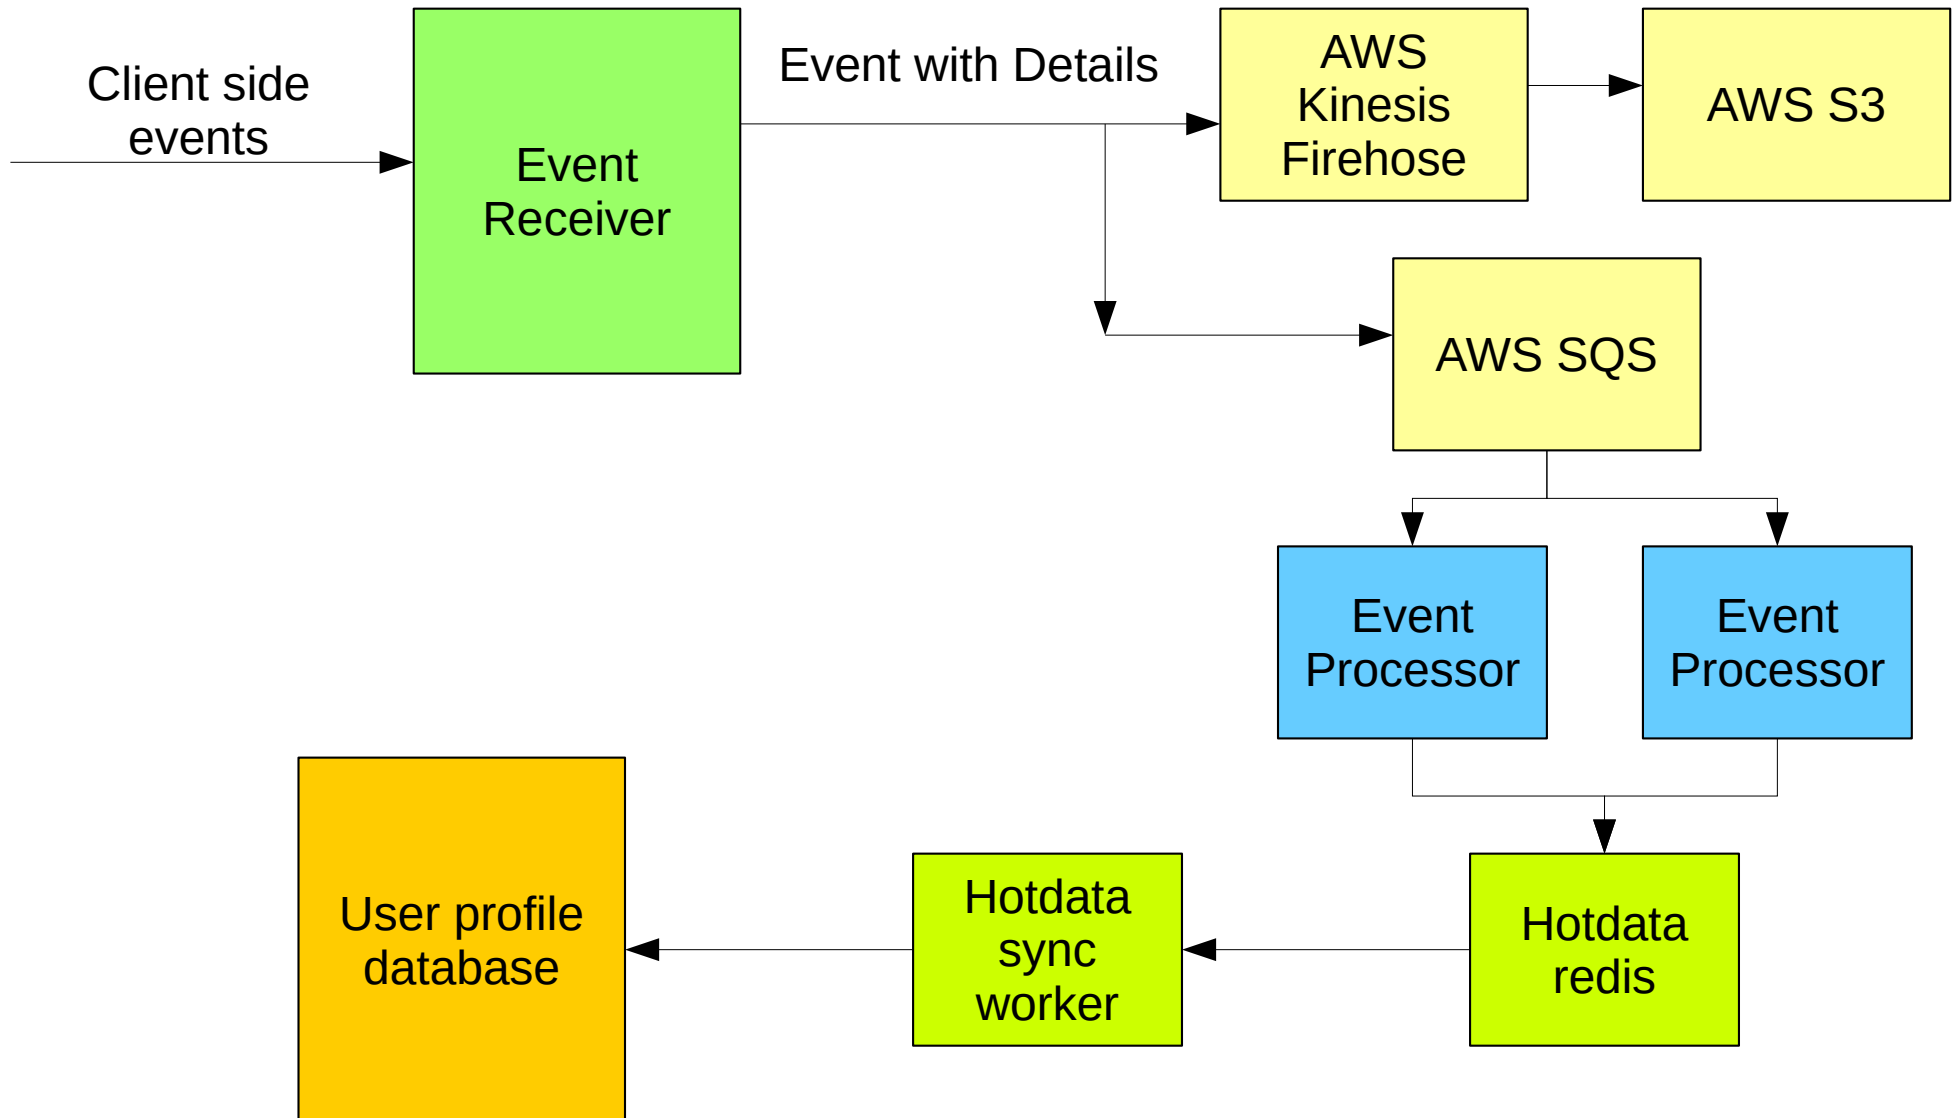 Client side
events
Event
Receiver
Event with Details
AWS
Kinesis
Firehose
AWS S3
AWS SQS
Event
Processor
Event
Processor
User profile
database
Hotdata
sync
worker
Hotdata
redis